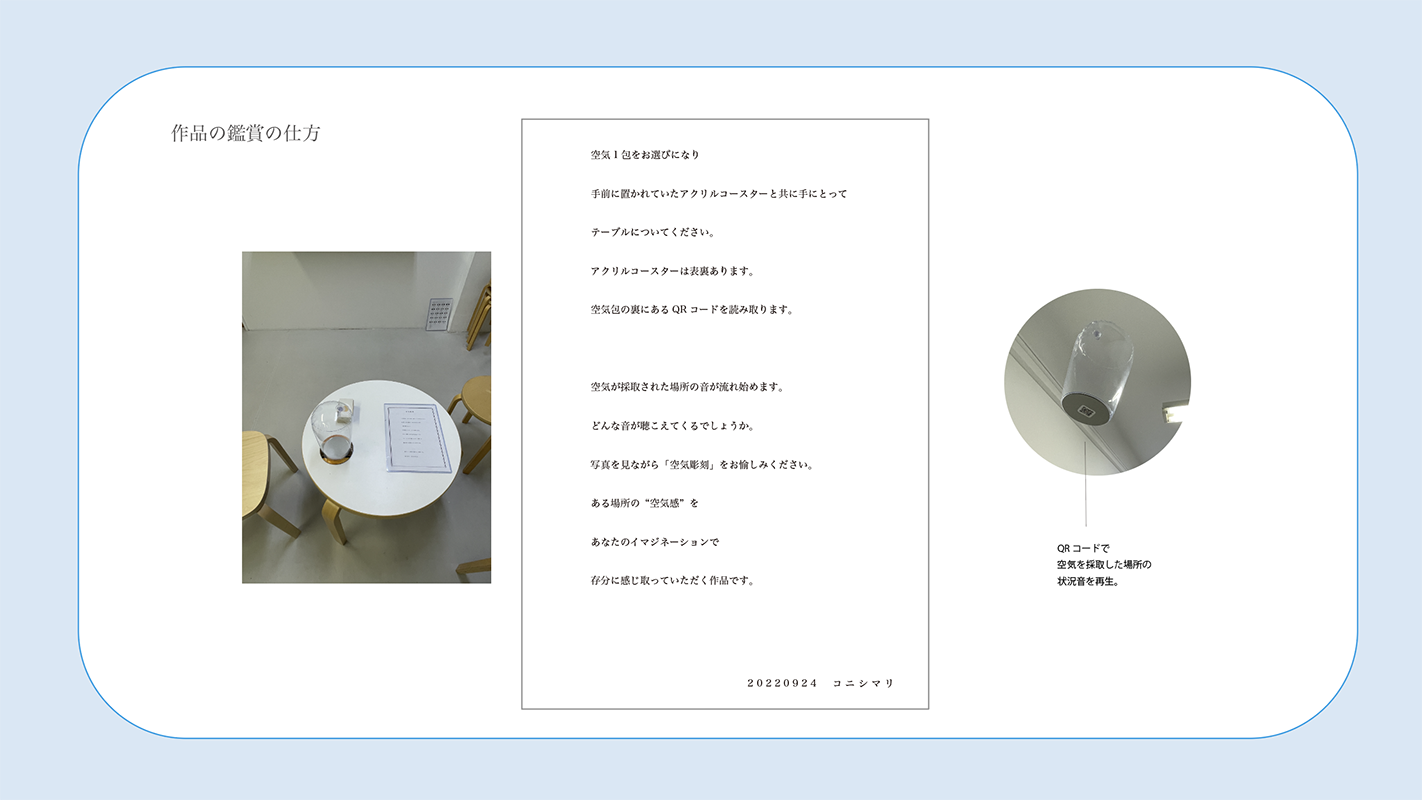 作品の鑑賞の仕方
空気1包をお選びになり
手前に置かれていたアクリルコースターと共に手にとって
テーブルについてください。
アクリルコースターは表裏あります。
空気包の裏にあるQRコードを読み取ります。
空気が採取された場所の音が流れ始めます。
どんな音が聴こえてくるでしょうか。
写真を見ながら「空気彫刻」をお愉しみください。
ある場所の“空気感”を
あなたのイマジネーションで
存分に感じ取っていただく作品です。
20220924　コニシマリ
QRコードで
空気を採取した場所の
状況音を再生。